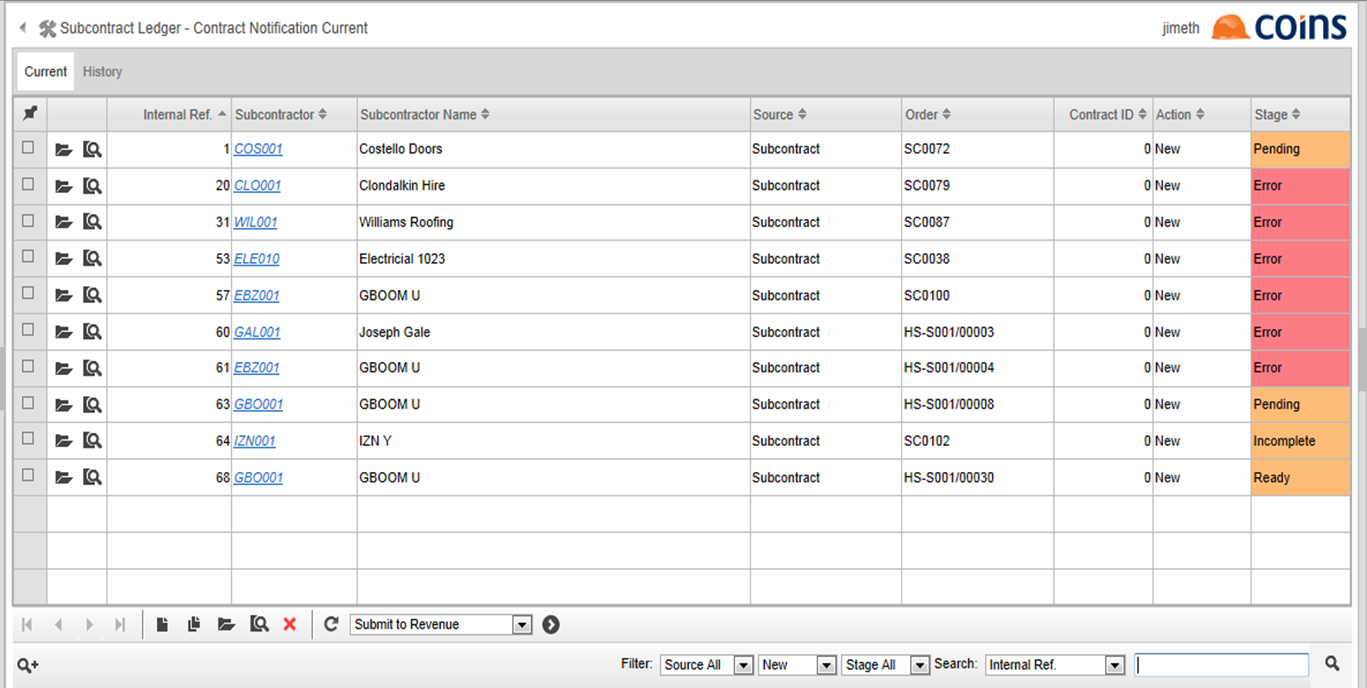 Subcontract Ledger - Contract Notification Current
jimeth
coins
Current History
Internal Ref. Subcontractor Subcontractor Name Source Order Contract ID Action Stage
1 COS001 Costello Doors Subcontract SC0072 0 New Pending
20 CLO001 Clondalkin Hire Subcontract SC0079 0 New Error
31 WIL001 Williams Roofing Subcontract SC0087 0 New Error
53 ELE010 Electricial 1023 Subcontract SC0038 0 New Error
57 EBZ001 GBOOM U Subcontract SC0100 0 New Error
60 GAL001 Joseph Gale Subcontract HS-S001/00003 0 New Error
61 EBZ001 GBOOM U Subcontract HS-S001/00004 0 New Error
63 GBO001 GBOOM U Subcontract HS-S001/00008 0 New Pending
64 IZN001 IZN Y Subcontract SC0102 0 New Incomplete
68 GBO001 GBOOM U Subcontract HS-S001/00030 0 New Ready
Submit to Revenue
Filter: Source All New Stage All Search: Internal Ref.